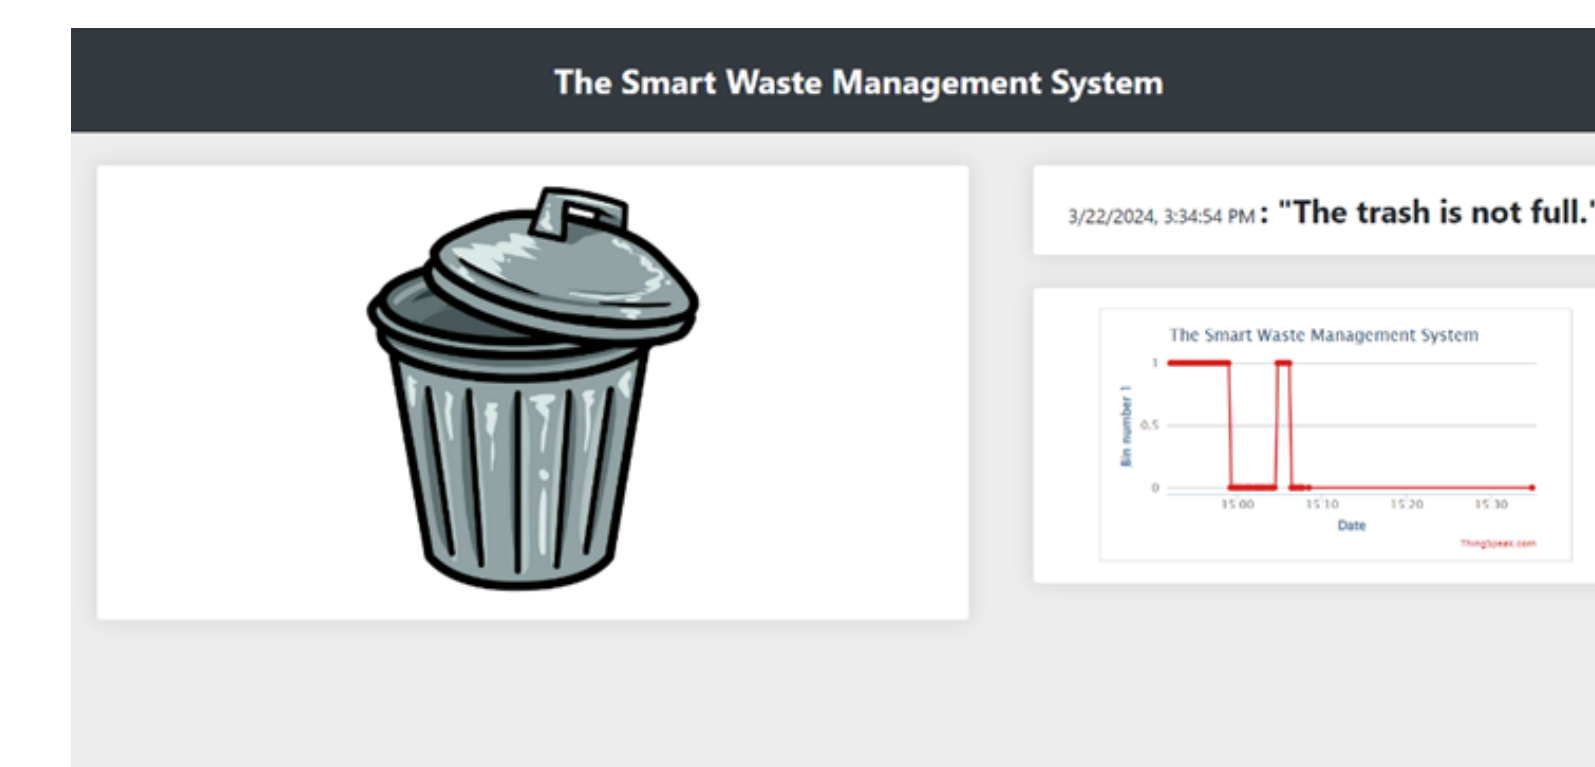 The Smart Waste Management System
3/22/2024, 3:34:54 PM : "The trash is not full."
The Smart Waste Management System
Bin number 1
1
0.5
0
15:00 15:10 15:20 15:30
Date
ThingSpeak.com